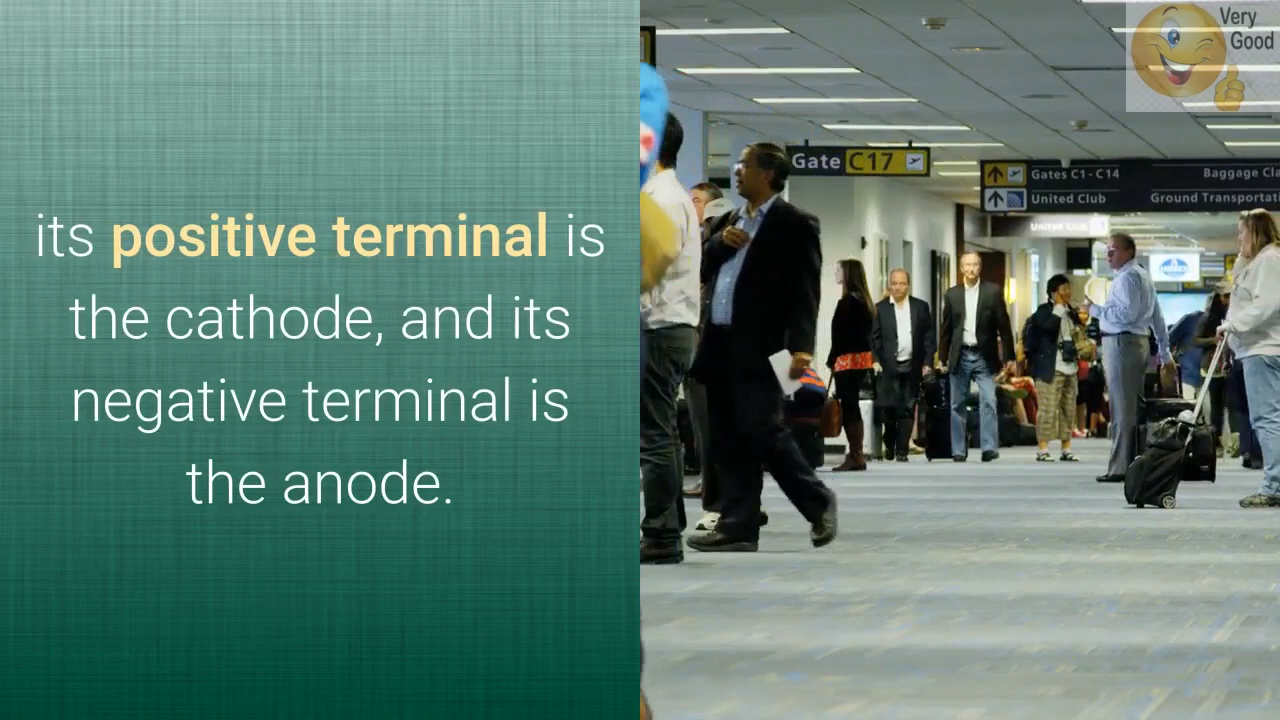 its positive terminal is
the cathode, and its
negative terminal is
the anode.
Very
Good
Gate C17
Gates C1-C14
United Club
Baggage Cla
Ground Transportati